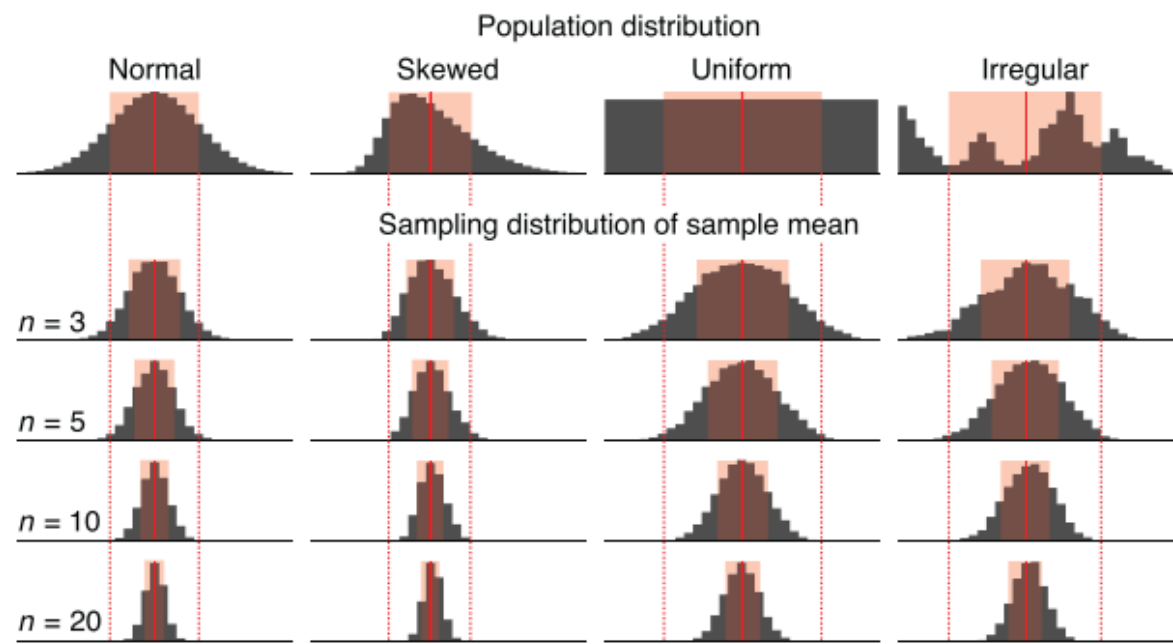 Population distribution
Normal Skewed Uniform Irregular
Sampling distribution of sample mean
n = 3
n = 5
n = 10
n = 20